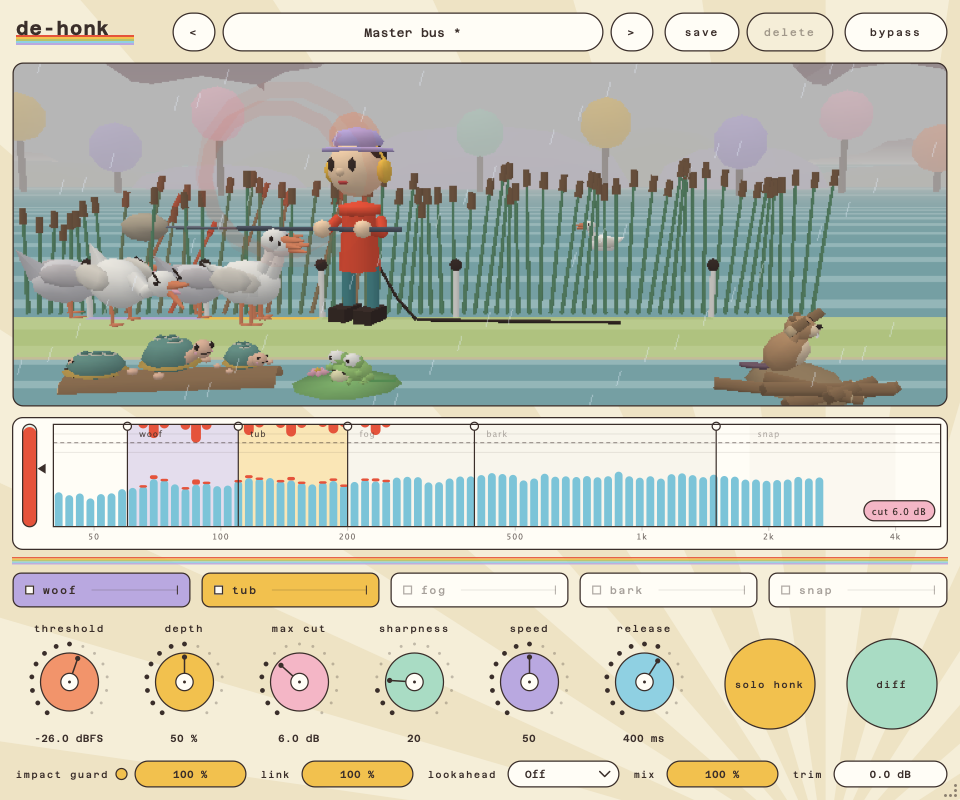 de-honk
< Master bus * > save delete bypass
woof tub fog bark snap
cut 6.0 dB
50 100 200 500 1k 2k 4k
woof tub fog bark snap
threshold depth max cut sharpness speed release
solo honk diff
-26.0 dBFS 50 % 6.0 dB 20 50 400 ms
impact guard 100 % link 100 % lookahead Off mix 100 % trim 0.0 dB